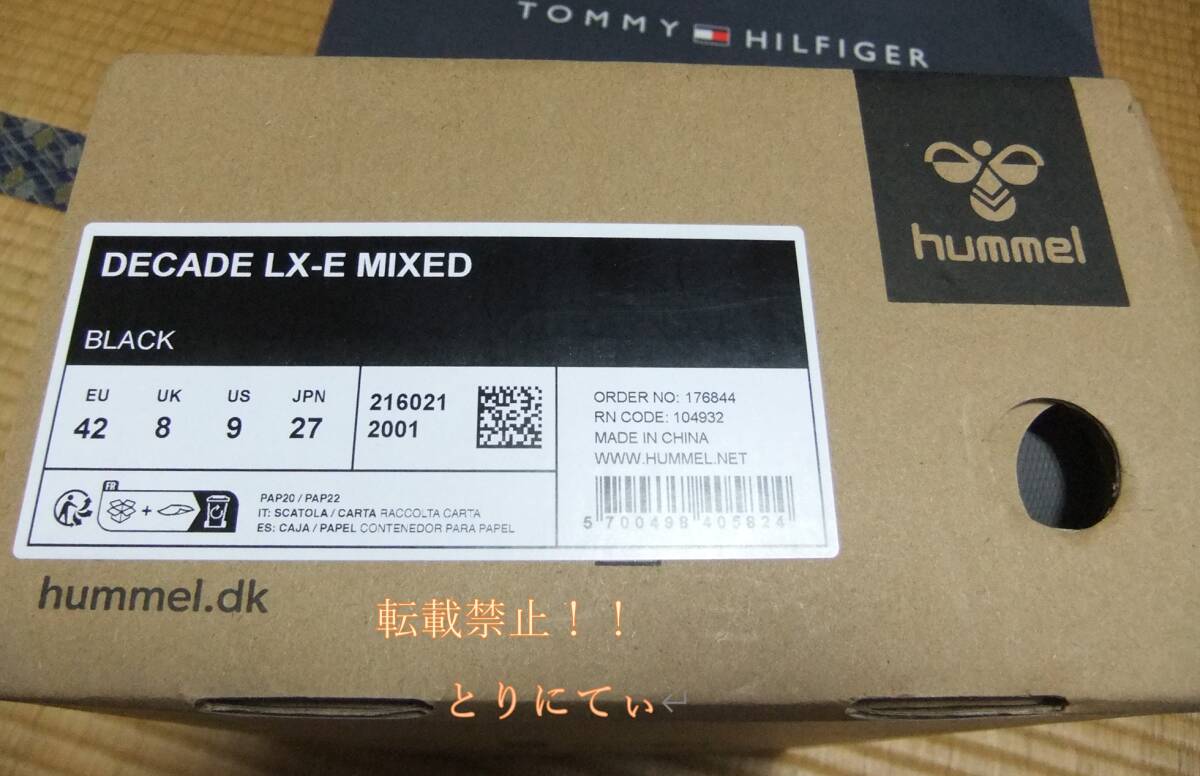 TOMMY HILFIGER
hummel
DECADE LX-E MIXED
BLACK
EU UK US JPN
42 8 9 27
216021
2001
ORDER NO: 176844
RN CODE: 104932
MADE IN CHINA
WWW.HUMMEL.NET
5 700498 405824
FR
PAP20 / PAP22
IT: SCATOLA / CARTA RACCOLTA CARTA
ES: CAJA / PAPEL CONTENEDOR PARA PAPEL
hummel.dk
転載禁止！！
とりにてぃ↵